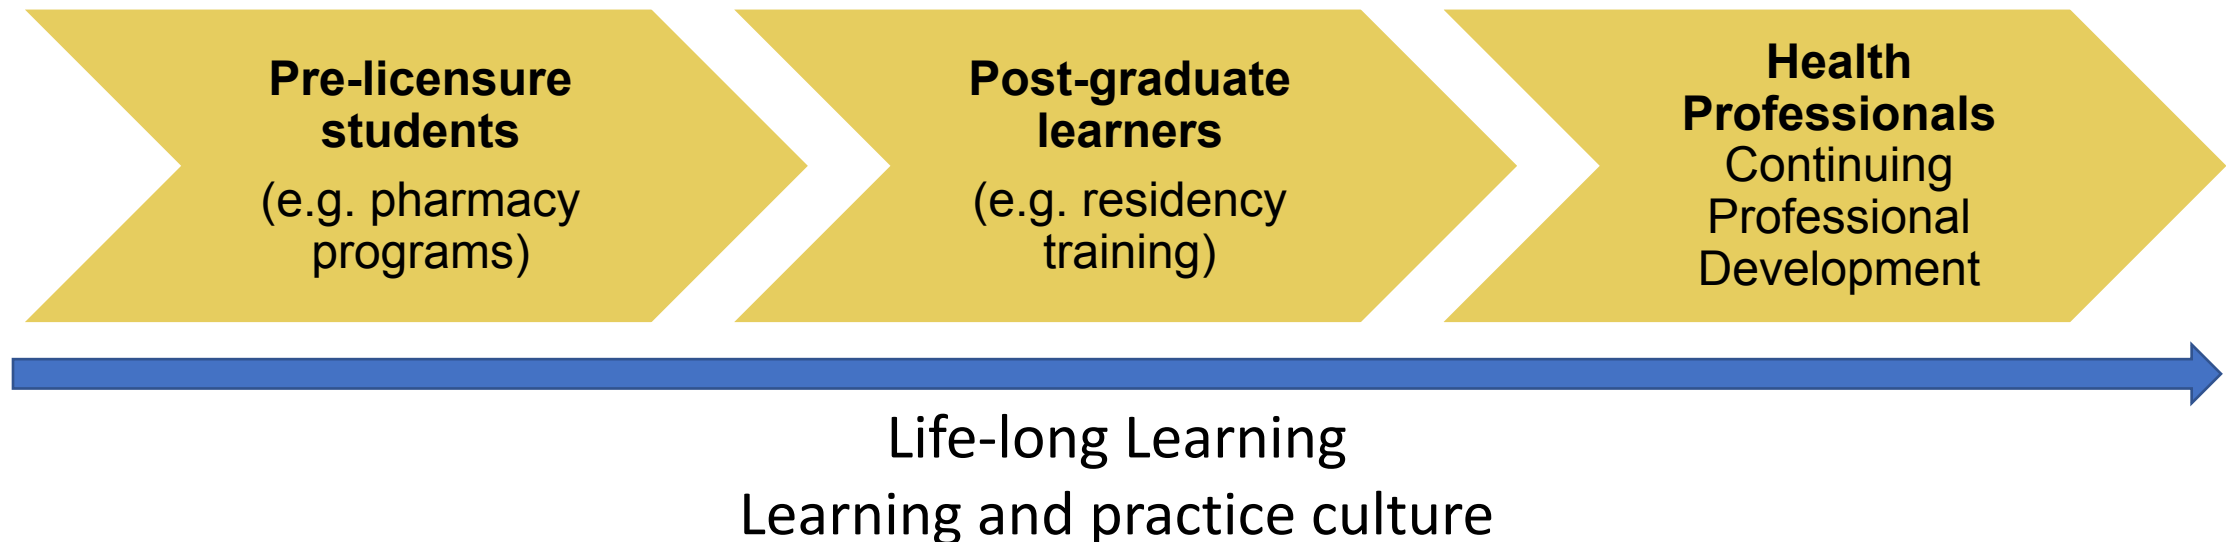 Pre-licensure
students
(e.g. pharmacy
programs)
Post-graduate
learners
(e.g. residency
training)
Health
Professionals
Continuing
Professional
Development
Life-long Learning
Learning and practice culture